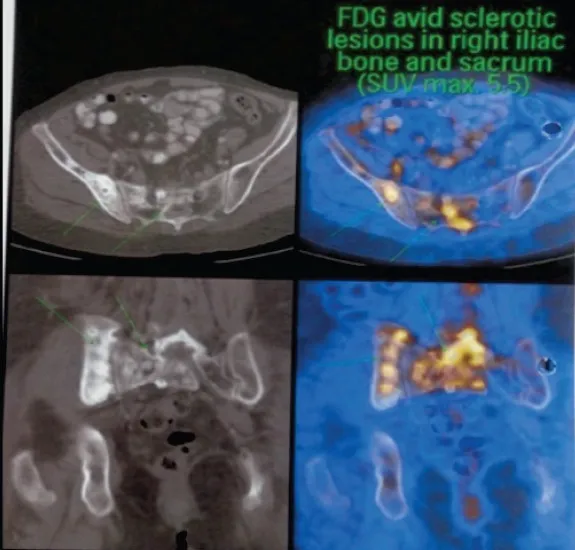 FDG avid sclerotic
lesions in right iliac
bone and sacrum
(SUV max. 5.5)